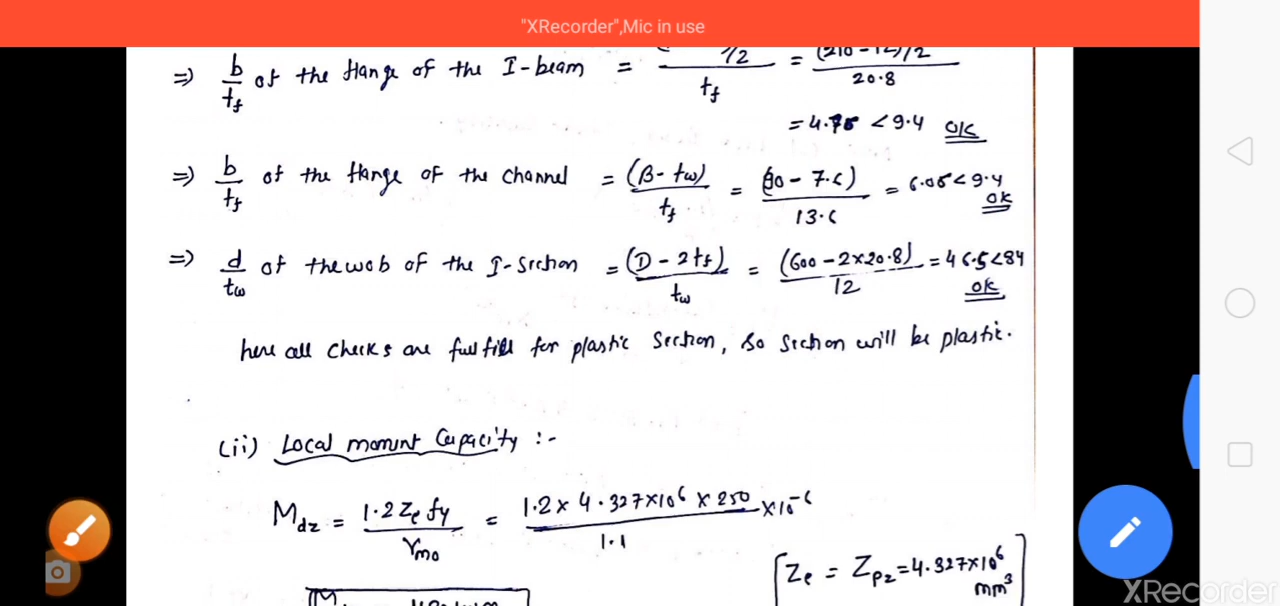 "XRecorder",Mic in use
/2 (210-12)/2
⇒ b/tf of the flange of the I-beam = /tf = /20.8
= 4.75 < 9.4 OK
⇒ b/tf of the flange of the channel = (B-tw)/tf = (90-7.6)/13.6 = 6.05 < 9.4 OK
⇒ d/tw of the web of the I-Section = (D-2tf)/tw = (600-2×20.8)/12 = 46.5 < 84 OK
here all checks are fulfill for plastic Section, so Section will be plastic.
(ii) Local moment Capacity :-
Mdz = 1.2 Ze fy/γmo = 1.2 × 4.327×10⁶ × 250/1.1 ×10⁻⁶
[Ze = Zpz = 4.327×10⁶ mm³]
XRecorder